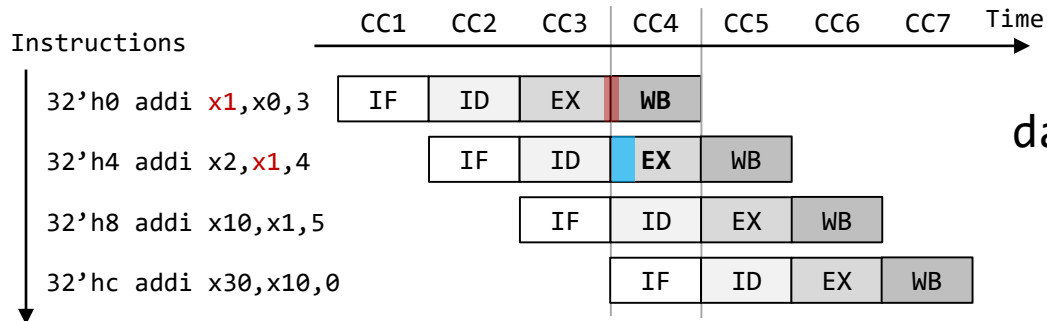 CC1 CC2 CC3 CC4 CC5 CC6 CC7 Time
Instructions
32’h0 addi x1,x0,3 IF ID EX WB
da
32’h4 addi x2,x1,4 IF ID EX WB
32’h8 addi x10,x1,5 IF ID EX WB
32’hc addi x30,x10,0 IF ID EX WB